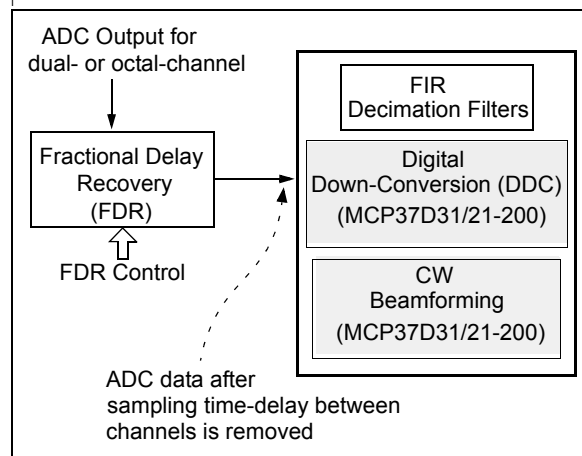 ADC Output for
dual- or octal-channel
Fractional Delay
Recovery
(FDR)
FDR Control
FIR
Decimation Filters
Digital
Down-Conversion (DDC)
(MCP37D31/21-200)
CW
Beamforming
(MCP37D31/21-200)
ADC data after
sampling time-delay between
channels is removed